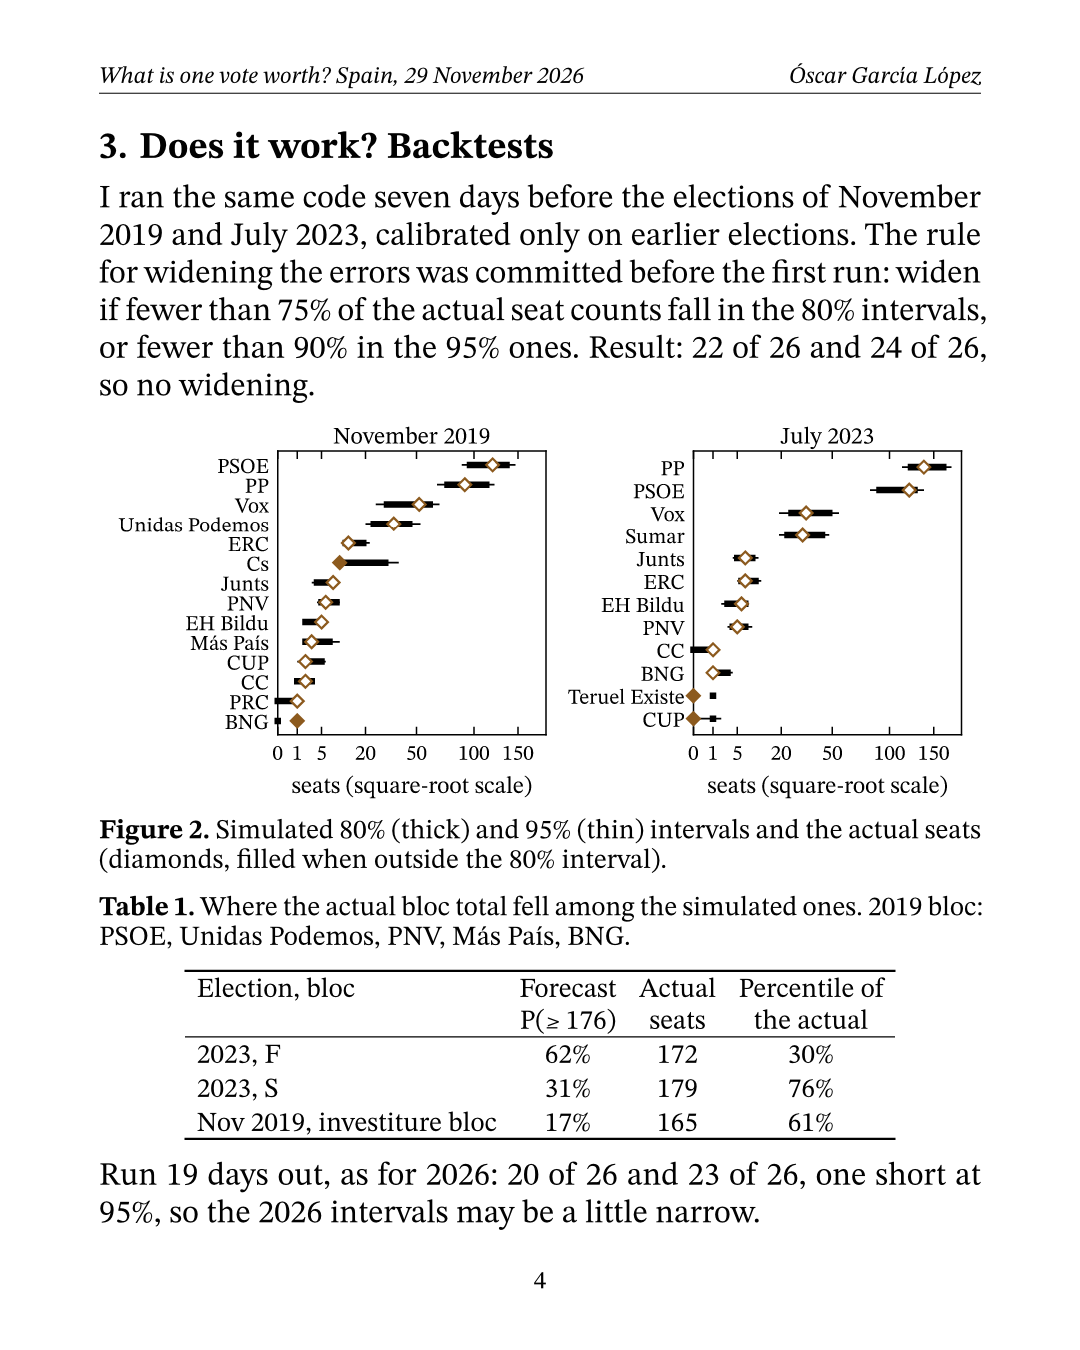 What is one vote worth? Spain, 29 November 2026 Óscar García López
3. Does it work? Backtests
I ran the same code seven days before the elections of November
2019 and July 2023, calibrated only on earlier elections. The rule
for widening the errors was committed before the first run: widen
if fewer than 75% of the actual seat counts fall in the 80% intervals,
or fewer than 90% in the 95% ones. Result: 22 of 26 and 24 of 26,
so no widening.
November 2019
PSOE
PP
Vox
Unidas Podemos
ERC
Cs
Junts
PNV
EH Bildu
Más País
CUP
CC
PRC
BNG
0 1 5 20 50 100 150
seats (square-root scale)
July 2023
PP
PSOE
Vox
Sumar
Junts
ERC
EH Bildu
PNV
CC
BNG
Teruel Existe
CUP
0 1 5 20 50 100 150
seats (square-root scale)
Figure 2. Simulated 80% (thick) and 95% (thin) intervals and the actual seats
(diamonds, filled when outside the 80% interval).
Table 1. Where the actual bloc total fell among the simulated ones. 2019 bloc:
PSOE, Unidas Podemos, PNV, Más País, BNG.
Election, bloc Forecast Actual Percentile of
P(≥ 176) seats the actual
2023, F 62% 172 30%
2023, S 31% 179 76%
Nov 2019, investiture bloc 17% 165 61%
Run 19 days out, as for 2026: 20 of 26 and 23 of 26, one short at
95%, so the 2026 intervals may be a little narrow.
4